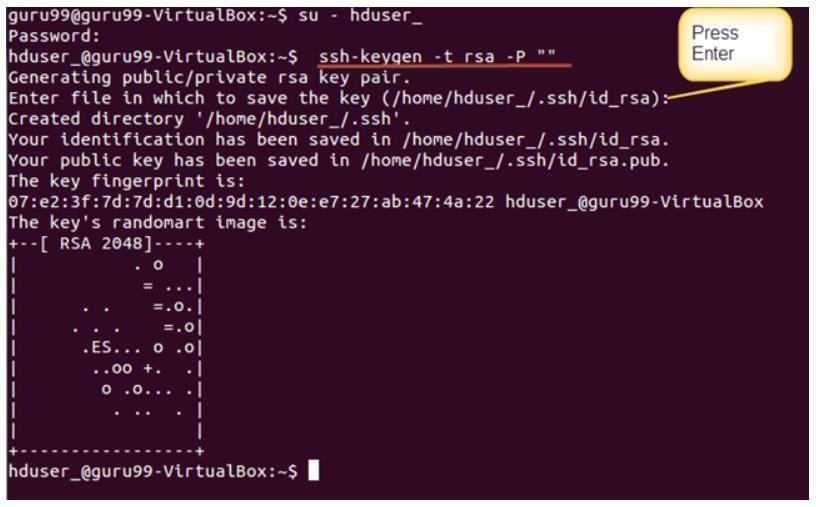 guru99@guru99-VirtualBox:~$ su - hduser_
Password:
hduser_@guru99-VirtualBox:~$ ssh-keygen -t rsa -P ""
Generating public/private rsa key pair.
Enter file in which to save the key (/home/hduser_/.ssh/id_rsa):
Press
Enter
Created directory '/home/hduser_/.ssh'.
Your identification has been saved in /home/hduser_/.ssh/id_rsa.
Your public key has been saved in /home/hduser_/.ssh/id_rsa.pub.
The key fingerprint is:
07:e2:3f:7d:7d:d1:0d:9d:12:0e:e7:27:ab:47:4a:22 hduser_@guru99-VirtualBox
The key's randomart image is:
+--[ RSA 2048]----+
|            . o  |
|             = ...|
|       . .    =.o.|
|      . . .    =.o|
|       .ES... o .o|
|        ..oo +.  .|
|         o .o... .|
|          . ..  . |
|                 |
+-----------------+
hduser_@guru99-VirtualBox:~$